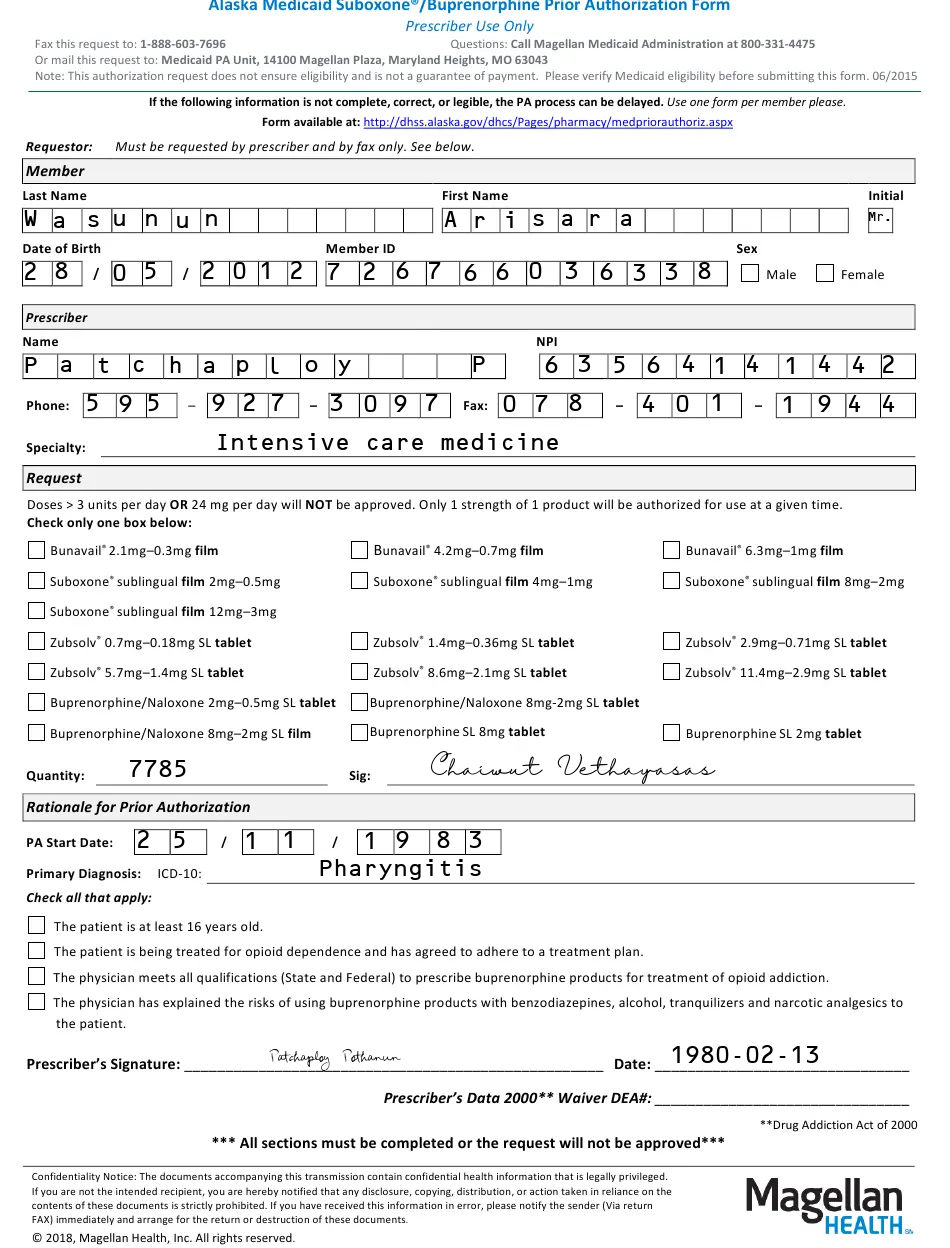 Alaska Medicaid Suboxone®/Buprenorphine Prior Authorization Form
Prescriber Use Only
Fax this request to: 1-888-603-7696 Questions: Call Magellan Medicaid Administration at 800-331-4475
Or mail this request to: Medicaid PA Unit, 14100 Magellan Plaza, Maryland Heights, MO 63043
Note: This authorization request does not ensure eligibility and is not a guarantee of payment. Please verify Medicaid eligibility before submitting this form. 06/2015
If the following information is not complete, correct, or legible, the PA process can be delayed. Use one form per member please.
Form available at: http://dhss.alaska.gov/dhcs/Pages/pharmacy/medpriorauthoriz.aspx
Requestor: Must be requested by prescriber and by fax only. See below.
Member
Last Name First Name Initial
Wasunun Arisara Mr.
Date of Birth Member ID Sex
28 / 05 / 2012 726766036338 Male Female
Prescriber
Name NPI
Patchaploy P 63564141442
Phone: 595 – 927 – 3097 Fax: 078 – 401 – 1944
Specialty: Intensive care medicine
Request
Doses > 3 units per day OR 24 mg per day will NOT be approved. Only 1 strength of 1 product will be authorized for use at a given time.
Check only one box below:
Bunavail® 2.1mg–0.3mg film Bunavail® 4.2mg–0.7mg film Bunavail® 6.3mg–1mg film
Suboxone® sublingual film 2mg–0.5mg Suboxone® sublingual film 4mg–1mg Suboxone® sublingual film 8mg–2mg
Suboxone® sublingual film 12mg–3mg
Zubsolv® 0.7mg–0.18mg SL tablet Zubsolv® 1.4mg–0.36mg SL tablet Zubsolv® 2.9mg–0.71mg SL tablet
Zubsolv® 5.7mg–1.4mg SL tablet Zubsolv® 8.6mg–2.1mg SL tablet Zubsolv® 11.4mg–2.9mg SL tablet
Buprenorphine/Naloxone 2mg–0.5mg SL tablet Buprenorphine/Naloxone 8mg-2mg SL tablet
Buprenorphine/Naloxone 8mg–2mg SL film Buprenorphine SL 8mg tablet Buprenorphine SL 2mg tablet
Quantity: 7785 Sig: Chaiwut Vethayasas
Rationale for Prior Authorization
PA Start Date: 25 / 11 / 1983
Primary Diagnosis: ICD-10: Pharyngitis
Check all that apply:
The patient is at least 16 years old.
The patient is being treated for opioid dependence and has agreed to adhere to a treatment plan.
The physician meets all qualifications (State and Federal) to prescribe buprenorphine products for treatment of opioid addiction.
The physician has explained the risks of using buprenorphine products with benzodiazepines, alcohol, tranquilizers and narcotic analgesics to
the patient.
Prescriber's Signature: Patchaploy Pothanun Date: 1980-02-13
Prescriber's Data 2000** Waiver DEA#:
**Drug Addiction Act of 2000
*** All sections must be completed or the request will not be approved***
Confidentiality Notice: The documents accompanying this transmission contain confidential health information that is legally privileged.
If you are not the intended recipient, you are hereby notified that any disclosure, copying, distribution, or action taken in reliance on the
contents of these documents is strictly prohibited. If you have received this information in error, please notify the sender (Via return
FAX) immediately and arrange for the return or destruction of these documents.
© 2018, Magellan Health, Inc. All rights reserved.
Magellan
HEALTH